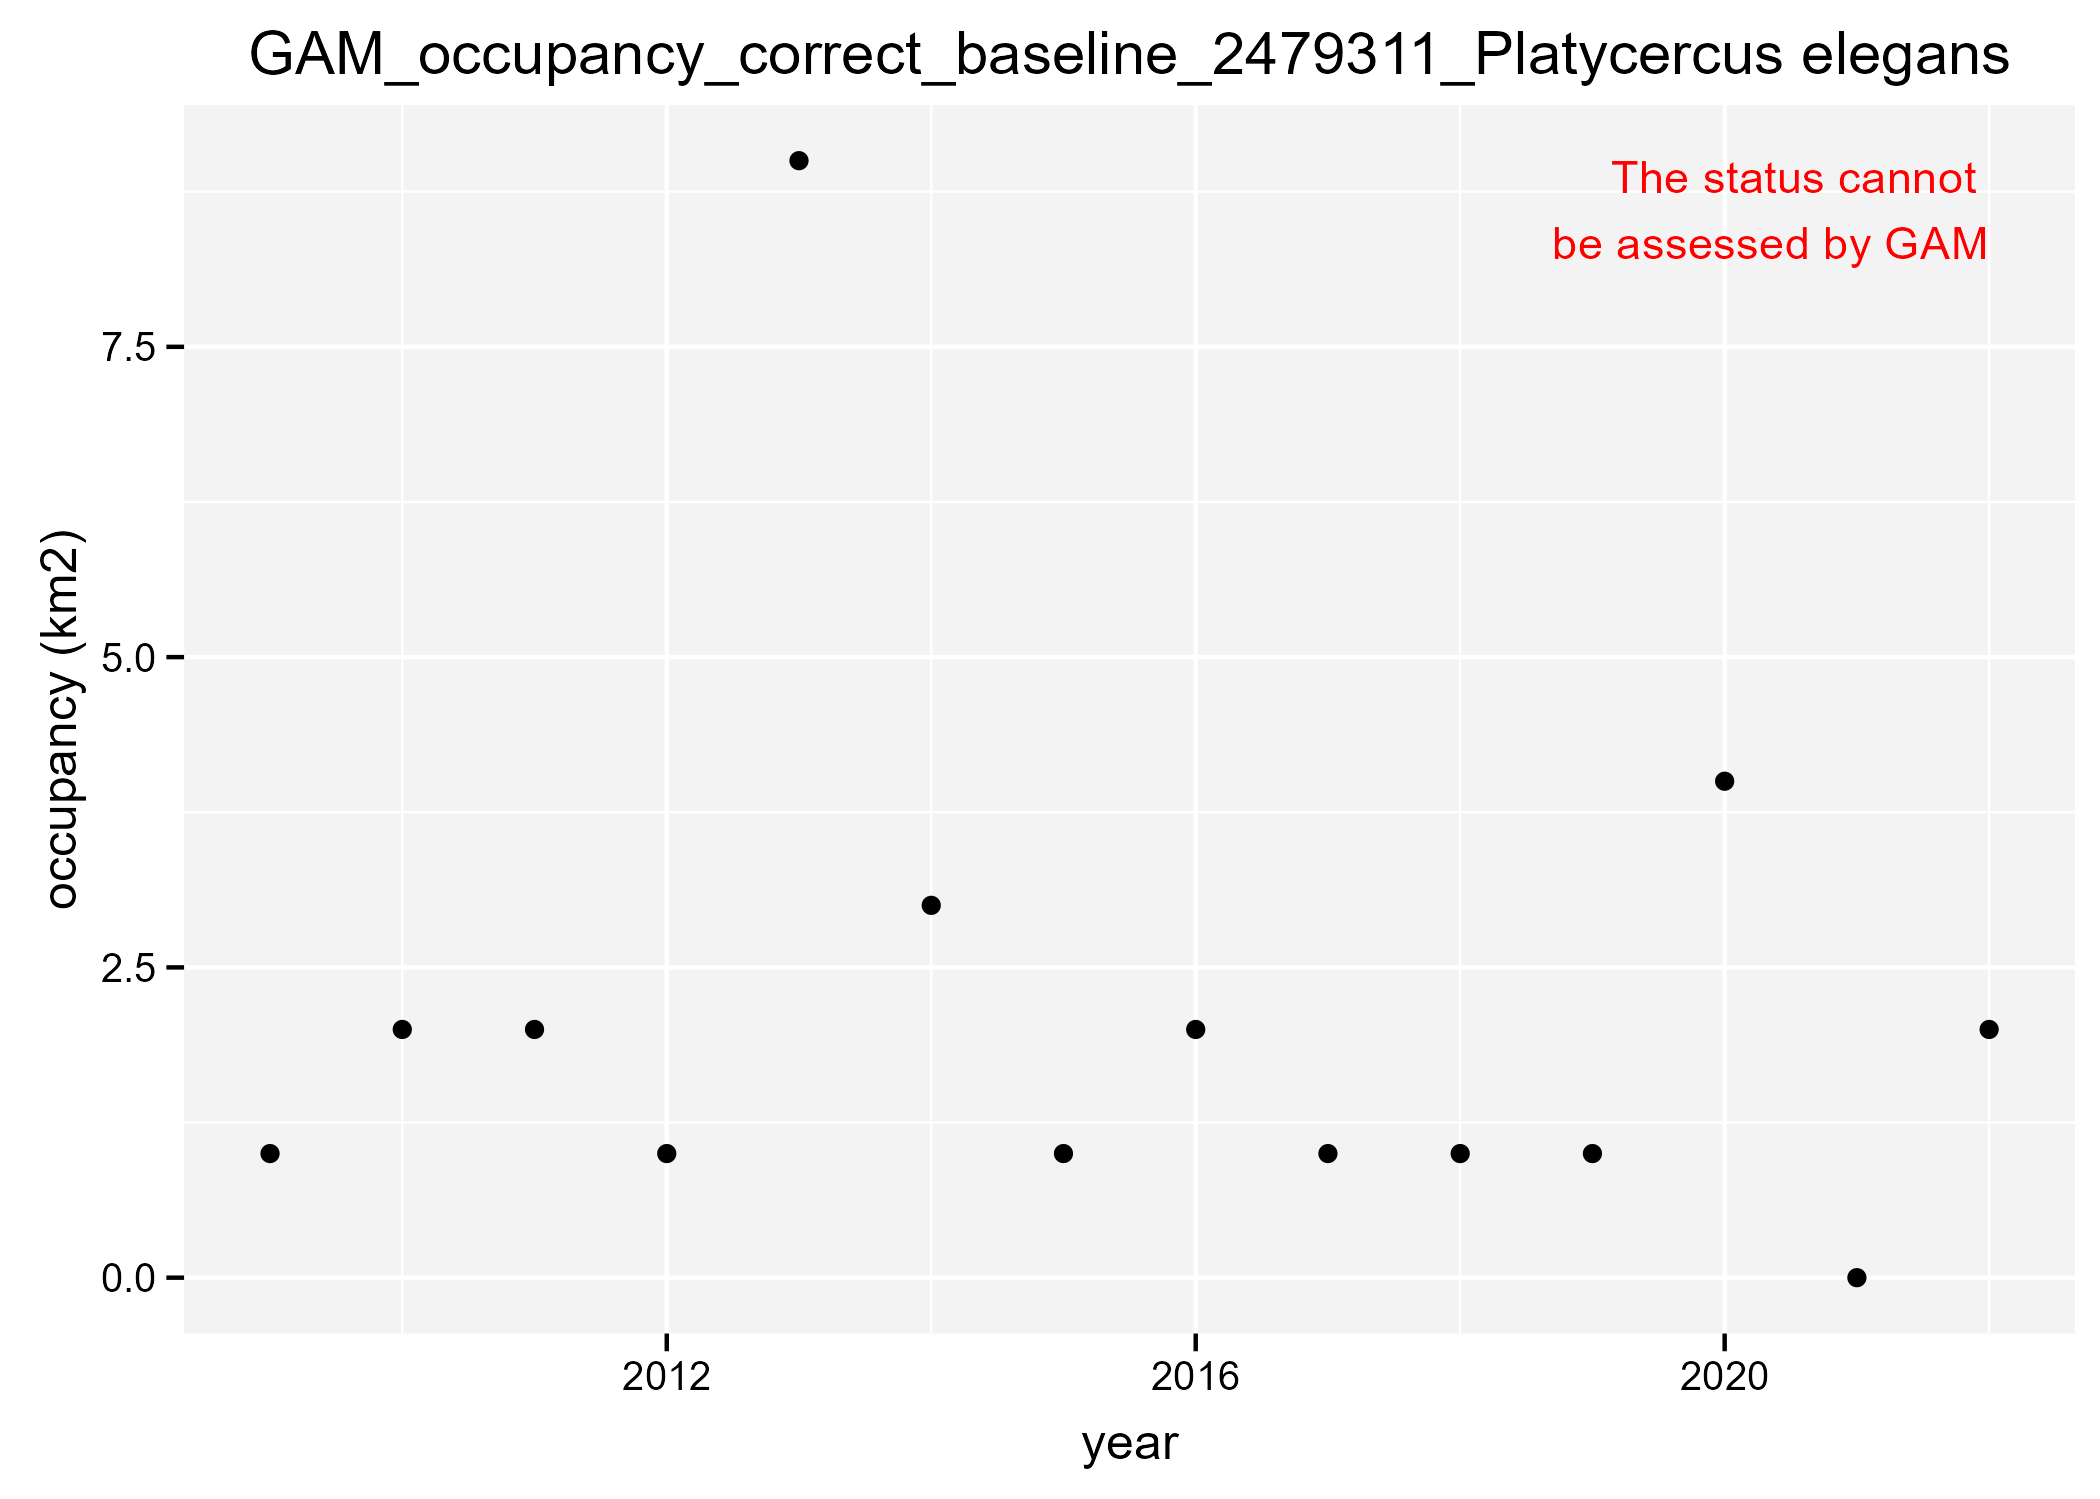 GAM_occupancy_correct_baseline_2479311_Platycercus elegans
The status cannot
be assessed by GAM
7.5
5.0
2.5
0.0
occupancy (km2)
2012
2016
2020
year